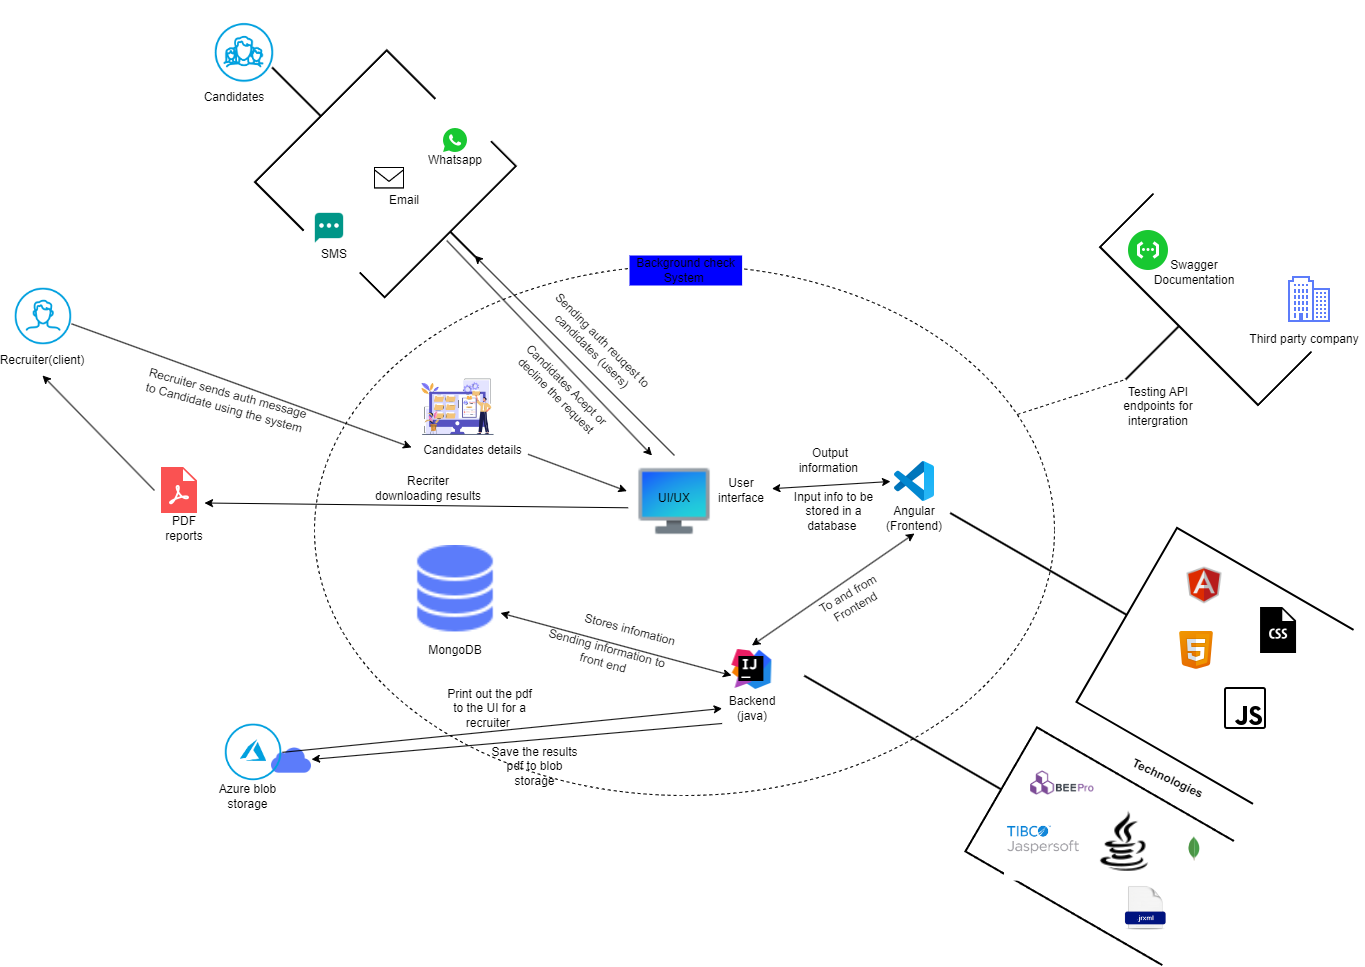 Candidates
Whatsapp
Email
SMS
Background check
System
Swagger
Documentation
Third party company
Testing API
endpoints for
intergration
Recruiter(client)
Recruiter sends auth message
to Candidate using the system
Sending auth reuqest to
candidates (users)
Candidates Acept or
decline the request
Candidates details
Recriter
downloading results
PDF
reports
UI/UX
User
interface
Output
information
Input info to be
stored in a
database
Angular
(Frontend)
To and from
Frontend
MongoDB
Stores infomation
Sending information to
front end
IJ
Backend
(java)
Print out the pdf
to the UI for a
recruiter
Save the results
pdf to blob
storage
Azure blob
storage
A
CSS
5
JS
Technologies
BEEPro
TIBCO
Jaspersoft
jrxml